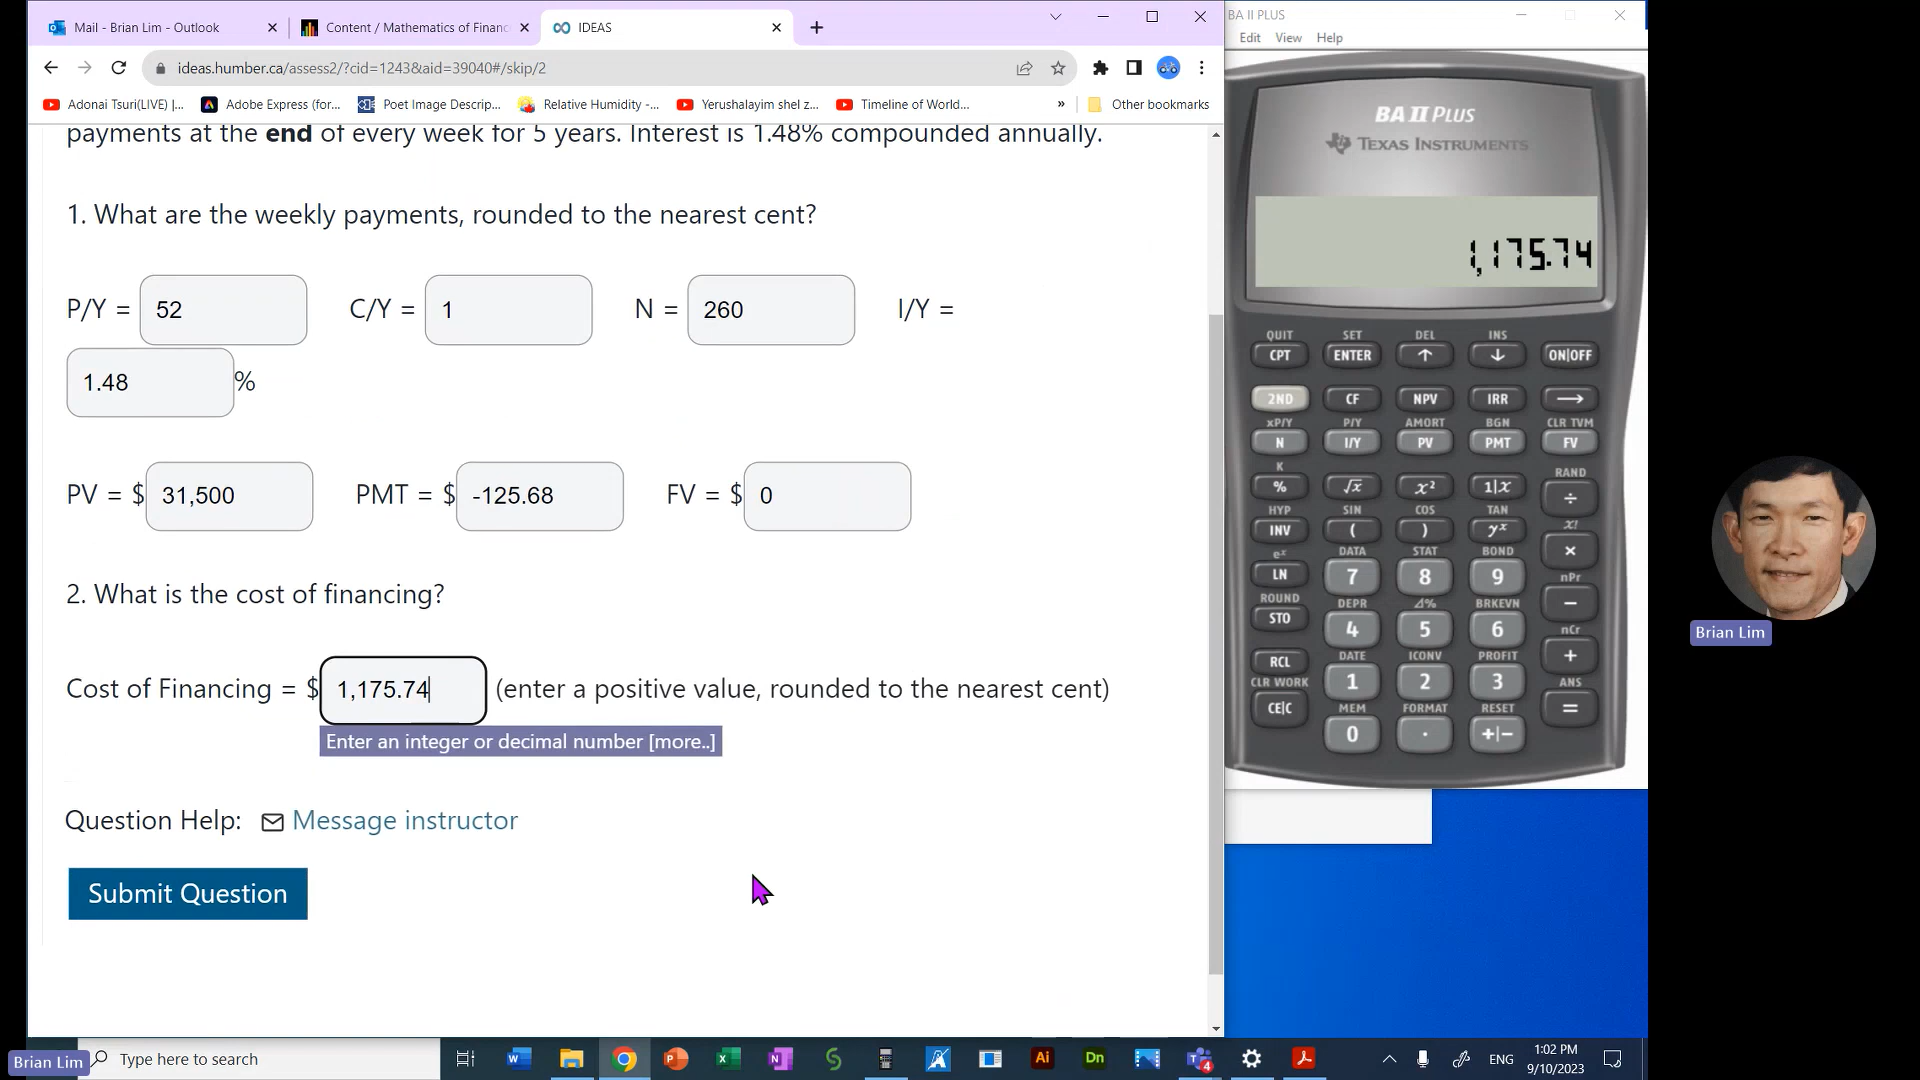 Mail - Brian Lim - Outlook
Content / Mathematics of Financ
IDEAS
ideas.humber.ca/assess2/?cid=1243&aid=39040#/skip/2
Adonai Tsuri(LIVE) |...
Adobe Express (for...
Poet Image Descrip...
Relative Humidity -...
Yerushalayim shel z...
Timeline of World...
»
Other bookmarks
payments at the end of every week for 5 years. Interest is 1.48% compounded annually.
1. What are the weekly payments, rounded to the nearest cent?
P/Y = 52 C/Y = 1 N = 260 I/Y =
1.48 %
PV = $ 31,500 PMT = $ -125.68 FV = $ 0
2. What is the cost of financing?
Cost of Financing = $ 1,175.74 (enter a positive value, rounded to the nearest cent)
Enter an integer or decimal number [more..]
Question Help: Message instructor
Submit Question
BA II PLUS
Edit View Help
BA II PLUS
TEXAS INSTRUMENTS
1,175.74
QUIT SET DEL INS
CPT ENTER ↑ ↓ ON|OFF
2ND CF NPV IRR →
xP/Y P/Y AMORT BGN CLR TVM
N I/Y PV PMT FV
K RAND
% √x x² 1|x ÷
HYP SIN COS TAN x!
INV ( ) yˣ ×
eˣ DATA STAT BOND nPr
LN 7 8 9 −
ROUND DEPR Δ% BRKEVN nCr
STO 4 5 6 +
DATE ICONV PROFIT ANS
RCL 1 2 3 =
CLR WORK MEM FORMAT RESET
CE|C 0 . +|−
Brian Lim
Brian Lim
Type here to search
4
ENG
1:02 PM
9/10/2023